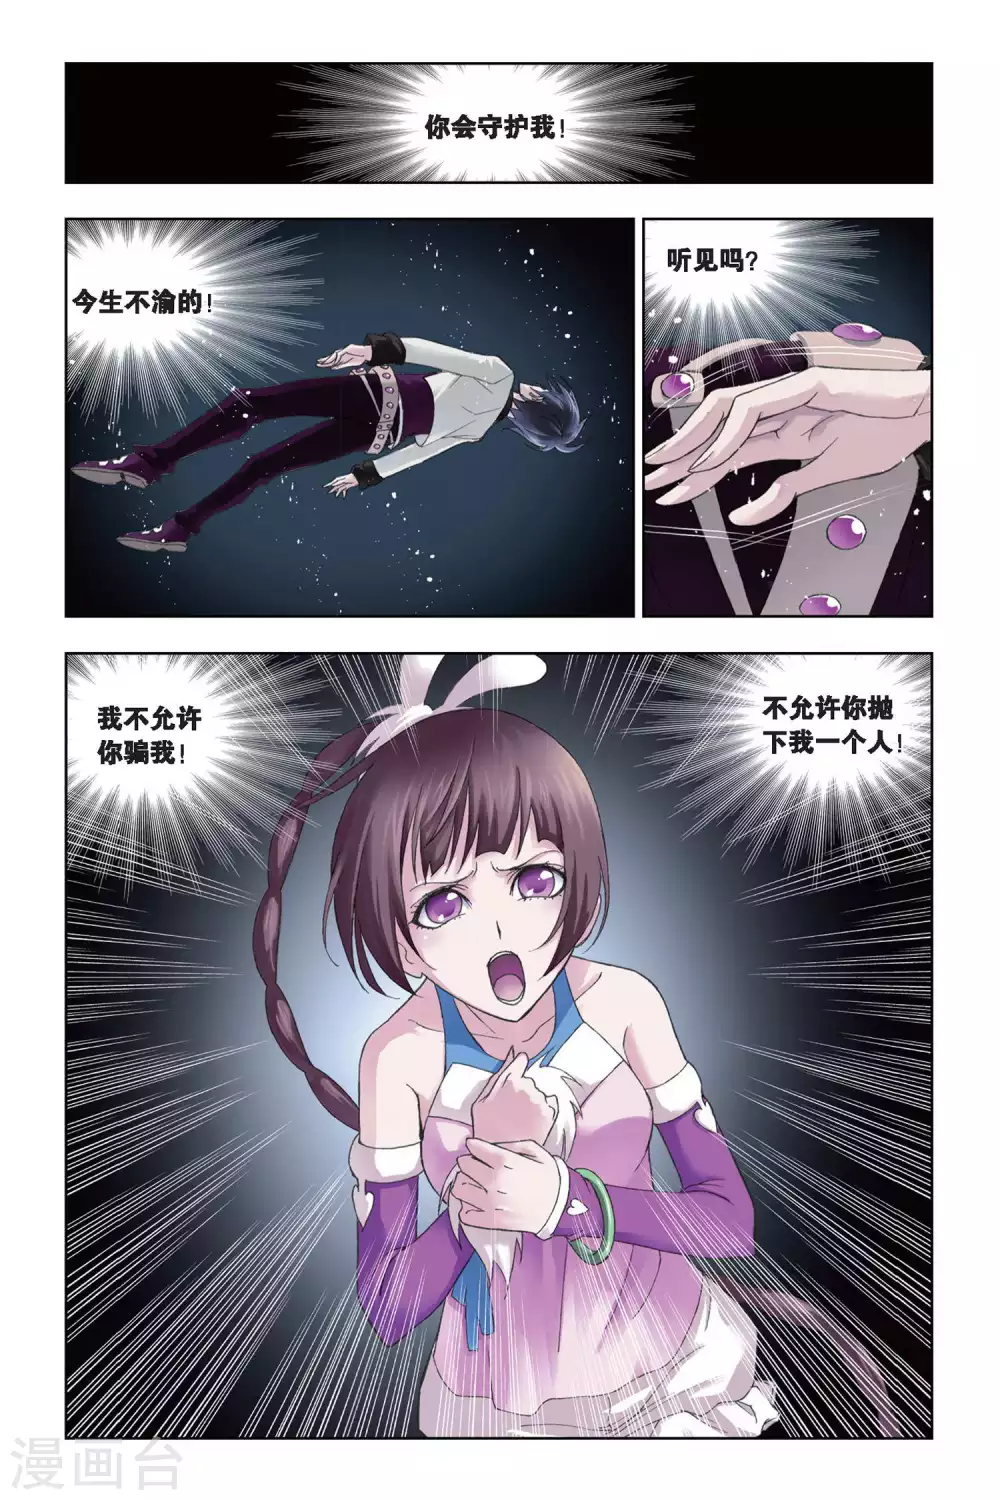 你会守护我！
今生不渝的！
听见吗？
我不允许
你骗我！
不允许你抛
下我一个人！
漫画台